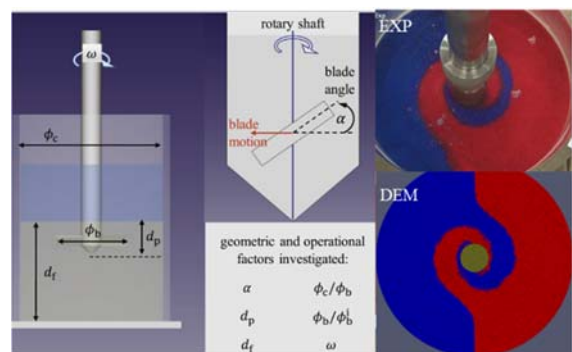 ω
ϕc
ϕb
dp
df
rotary shaft
blade
angle
α
blade
motion
geometric and operational
factors investigated:
α ϕc/ϕb
dp ϕb/ϕb
df ω
EXP
DEM